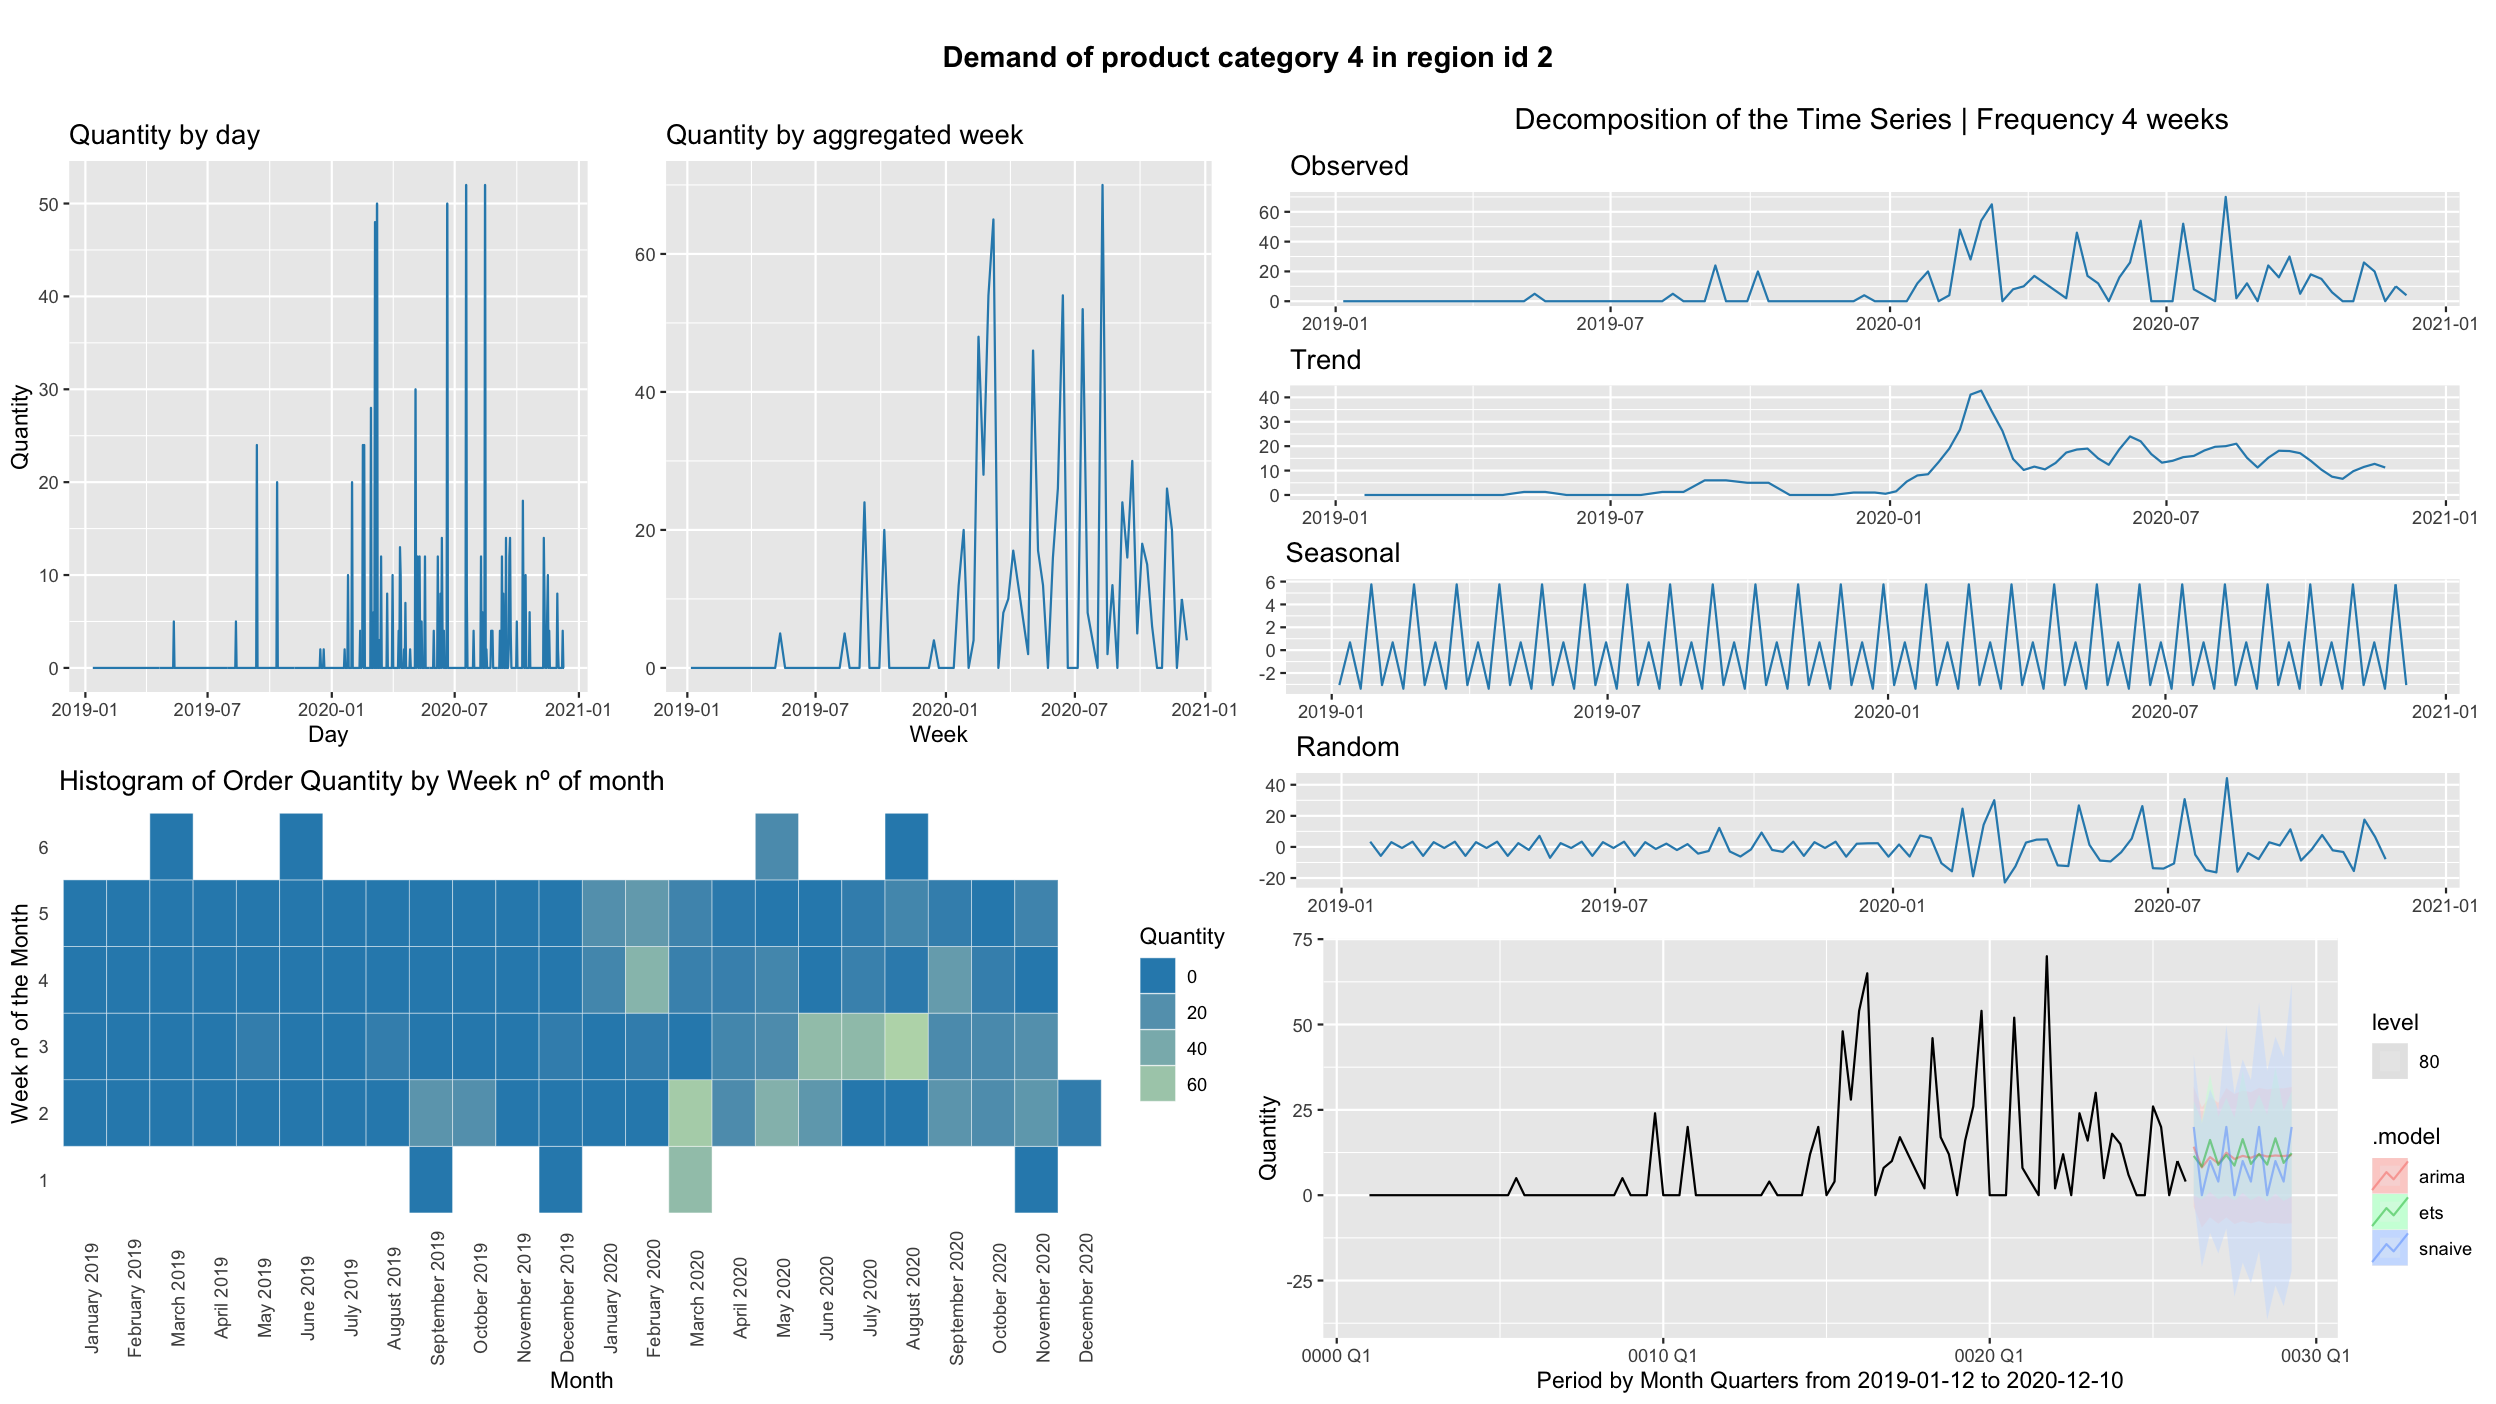 Demand of product category 4 in region id 2
Quantity by day
Quantity
50
40
30
20
10
0
2019-01 2019-07 2020-01 2020-07 2021-01
Day
Quantity by aggregated week
60
40
20
0
2019-01 2019-07 2020-01 2020-07 2021-01
Week
Histogram of Order Quantity by Week nº of month
Week nº of the Month
6
5
4
3
2
1
January 2019
February 2019
March 2019
April 2019
May 2019
June 2019
July 2019
August 2019
September 2019
October 2019
November 2019
December 2019
January 2020
February 2020
March 2020
April 2020
May 2020
June 2020
July 2020
August 2020
September 2020
October 2020
November 2020
December 2020
Month
Quantity
0
20
40
60
Decomposition of the Time Series | Frequency 4 weeks
Observed
60
40
20
0
2019-01 2019-07 2020-01 2020-07 2021-01
Trend
40
30
20
10
0
2019-01 2019-07 2020-01 2020-07 2021-01
Seasonal
6
4
2
0
-2
2019-01 2019-07 2020-01 2020-07 2021-01
Random
40
20
0
-20
2019-01 2019-07 2020-01 2020-07 2021-01
Quantity
75
50
25
0
-25
0000 Q1 0010 Q1 0020 Q1 0030 Q1
Period by Month Quarters from 2019-01-12 to 2020-12-10
level
80
.model
arima
ets
snaive